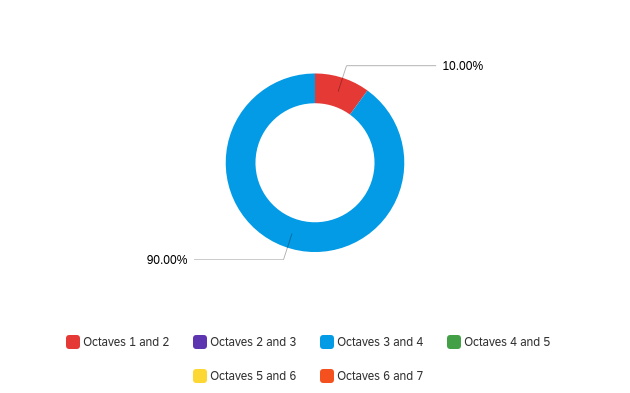 10.00%
90.00%
Octaves 1 and 2 Octaves 2 and 3 Octaves 3 and 4 Octaves 4 and 5
Octaves 5 and 6 Octaves 6 and 7